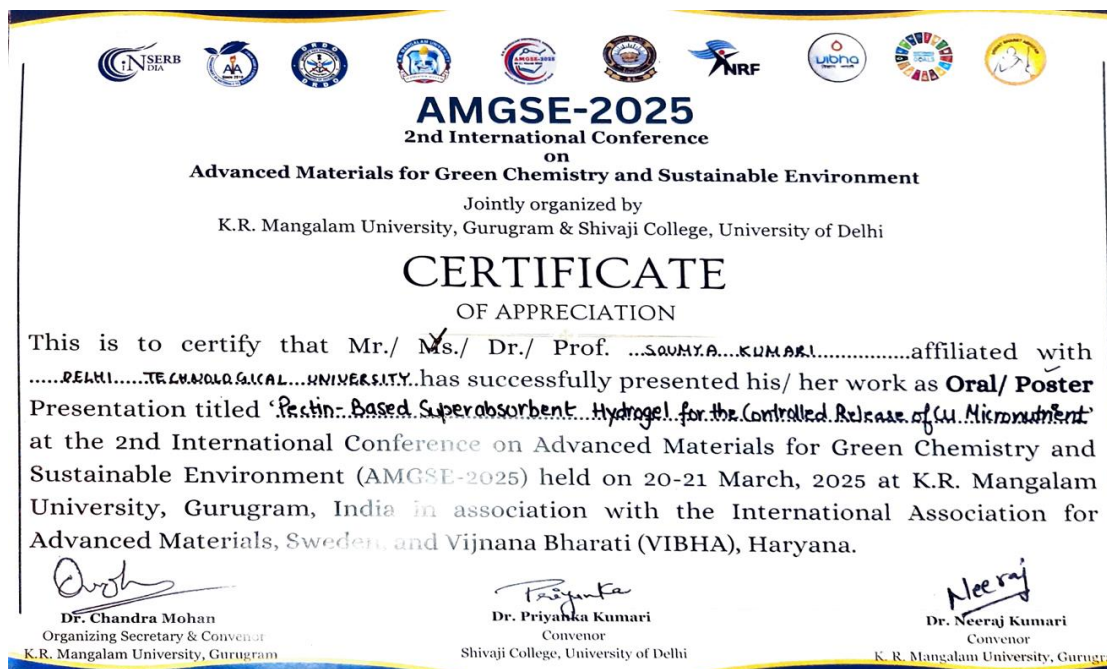 iNSERB
INDIA
AIA
DRDO
AMGSE-2025
NRF
vibha
AMGSE-2025
2nd International Conference
on
Advanced Materials for Green Chemistry and Sustainable Environment
Jointly organized by
K.R. Mangalam University, Gurugram & Shivaji College, University of Delhi
CERTIFICATE
OF APPRECIATION
This is to certify that Mr./ Ms./ Dr./ Prof. ...SOUMYA...KUMARI..............affiliated with
......DELHI.....TECHNOLOGICAL...UNIVERSITY..has successfully presented his/ her work as Oral/ Poster
Presentation titled 'Pectin-Based Superabsorbent Hydrogel for the Controlled Release of Cu Micronutrient'
at the 2nd International Conference on Advanced Materials for Green Chemistry and
Sustainable Environment (AMGSE-2025) held on 20-21 March, 2025 at K.R. Mangalam
University, Gurugram, India in association with the International Association for
Advanced Materials, Sweden, and Vijnana Bharati (VIBHA), Haryana.
Priyanka
Neeraj
Dr. Chandra Mohan
Organizing Secretary & Convenor
K.R. Mangalam University, Gurugram
Dr. Priyanka Kumari
Convenor
Shivaji College, University of Delhi
Dr. Neeraj Kumari
Convenor
K. R. Mangalam University, Gurugr